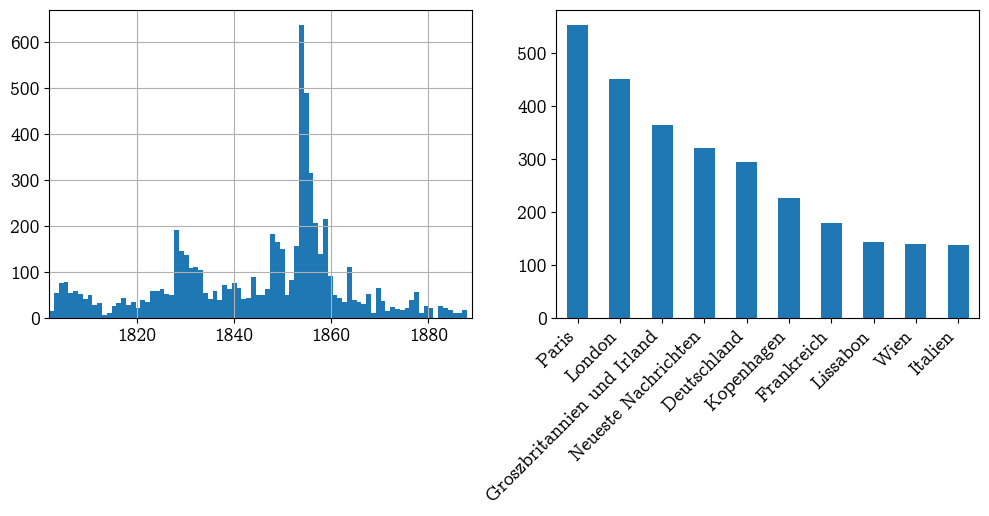 600
500
400
300
200
100
0
1820 1840 1860 1880
500
400
300
200
100
0
Paris
London
Groszbritannien und Irland
Neueste Nachrichten
Deutschland
Kopenhagen
Frankreich
Lissabon
Wien
Italien